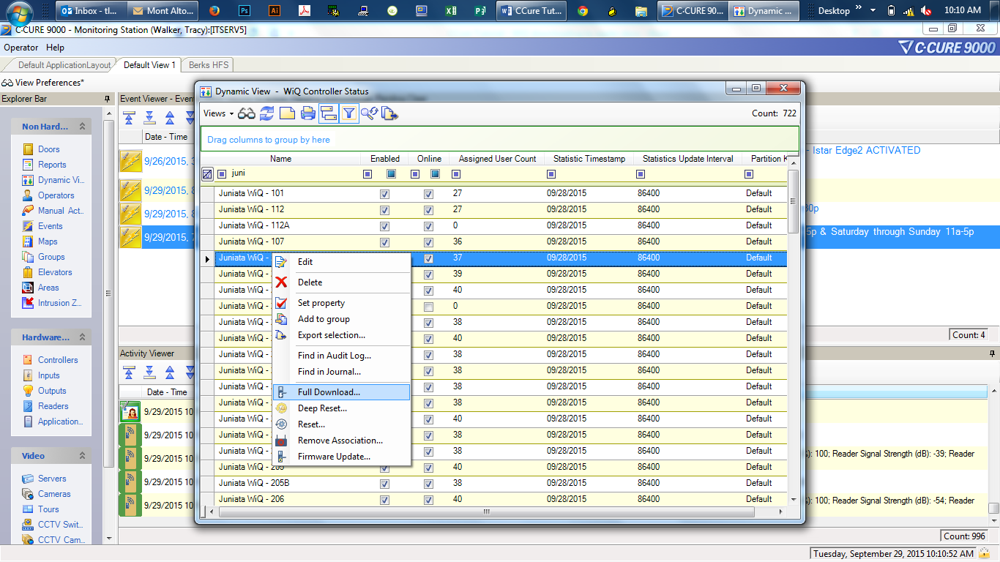 Inbox - tl...
Mont Alto...
CCure Tut...
C-CURE 90...
Dynamic ...
Desktop
10:10 AM
C-CURE 9000 - Monitoring Station (Walker, Tracy):[ITSERV5]
Operator Help
C•CURE 9000
Default ApplicationLayout Default View 1 Berks HFS
View Preferences*
Explorer Bar
Event Viewer - Even
Non Hard...
Doors
Reports
Dynamic Vi...
Operators
Manual Act..
Events
Maps
Groups
Elevators
Areas
Intrusion Z...
Hardware...
Controllers
Inputs
Outputs
Readers
Application...
Video
Servers
Cameras
Tours
CCTV Swit...
CCTV Cam...
Date - Time
9/26/2015, 3
9/29/2015, 8
9/29/2015, 8
9/29/2015, 7
- Istar Edge2 ACTIVATED
30p
5p & Saturday through Sunday 11a-5p
Count: 4
Dynamic View - WiQ Controller Status
Views
Count: 722
Drag columns to group by here
Name Enabled Online Assigned User Count Statistic Timestamp Statistics Update Interval Partition K
juni
Juniata WiQ - 101 27 09/28/2015 86400 Default
Juniata WiQ - 112 27 09/28/2015 86400 Default
Juniata WiQ - 112A 0 09/28/2015 86400 Default
Juniata WiQ - 107 36 09/28/2015 86400 Default
Juniata WiQ - 37 09/28/2015 86400 Default
Juniata WiQ - 39 09/28/2015 86400 Default
Juniata WiQ - 40 09/28/2015 86400 Default
Juniata WiQ - 0 09/28/2015 86400 Default
Juniata WiQ - 38 09/28/2015 86400 Default
Juniata WiQ - 40 09/28/2015 86400 Default
Juniata WiQ - 38 09/28/2015 86400 Default
Juniata WiQ - 38 09/28/2015 86400 Default
Juniata WiQ - 38 09/28/2015 86400 Default
Juniata WiQ - 38 09/28/2015 86400 Default
Juniata WiQ - 40 09/28/2015 86400 Default
Juniata WiQ - 38 09/28/2015 86400 Default
Juniata WiQ - 38 09/28/2015 86400 Default
Juniata WiQ - 205 40 09/28/2015 86400 Default
Juniata WiQ - 205B 38 09/28/2015 86400 Default
Juniata WiQ - 206 40 09/28/2015 86400 Default
Edit
Delete
Set property
Add to group
Export selection...
Find in Audit Log...
Find in Journal...
Full Download...
Deep Reset...
Reset...
Remove Association...
Firmware Update...
Activity Viewer
Date - Time
9/29/2015 10
9/29/2015 10
9/29/2015 10
): 100; Reader Signal Strength (dB): -39; Reader
9/29/2015 10
9/29/2015 10
): 100; Reader Signal Strength (dB): -54; Reader
Count: 996
Tuesday, September 29, 2015 10:10:52 AM